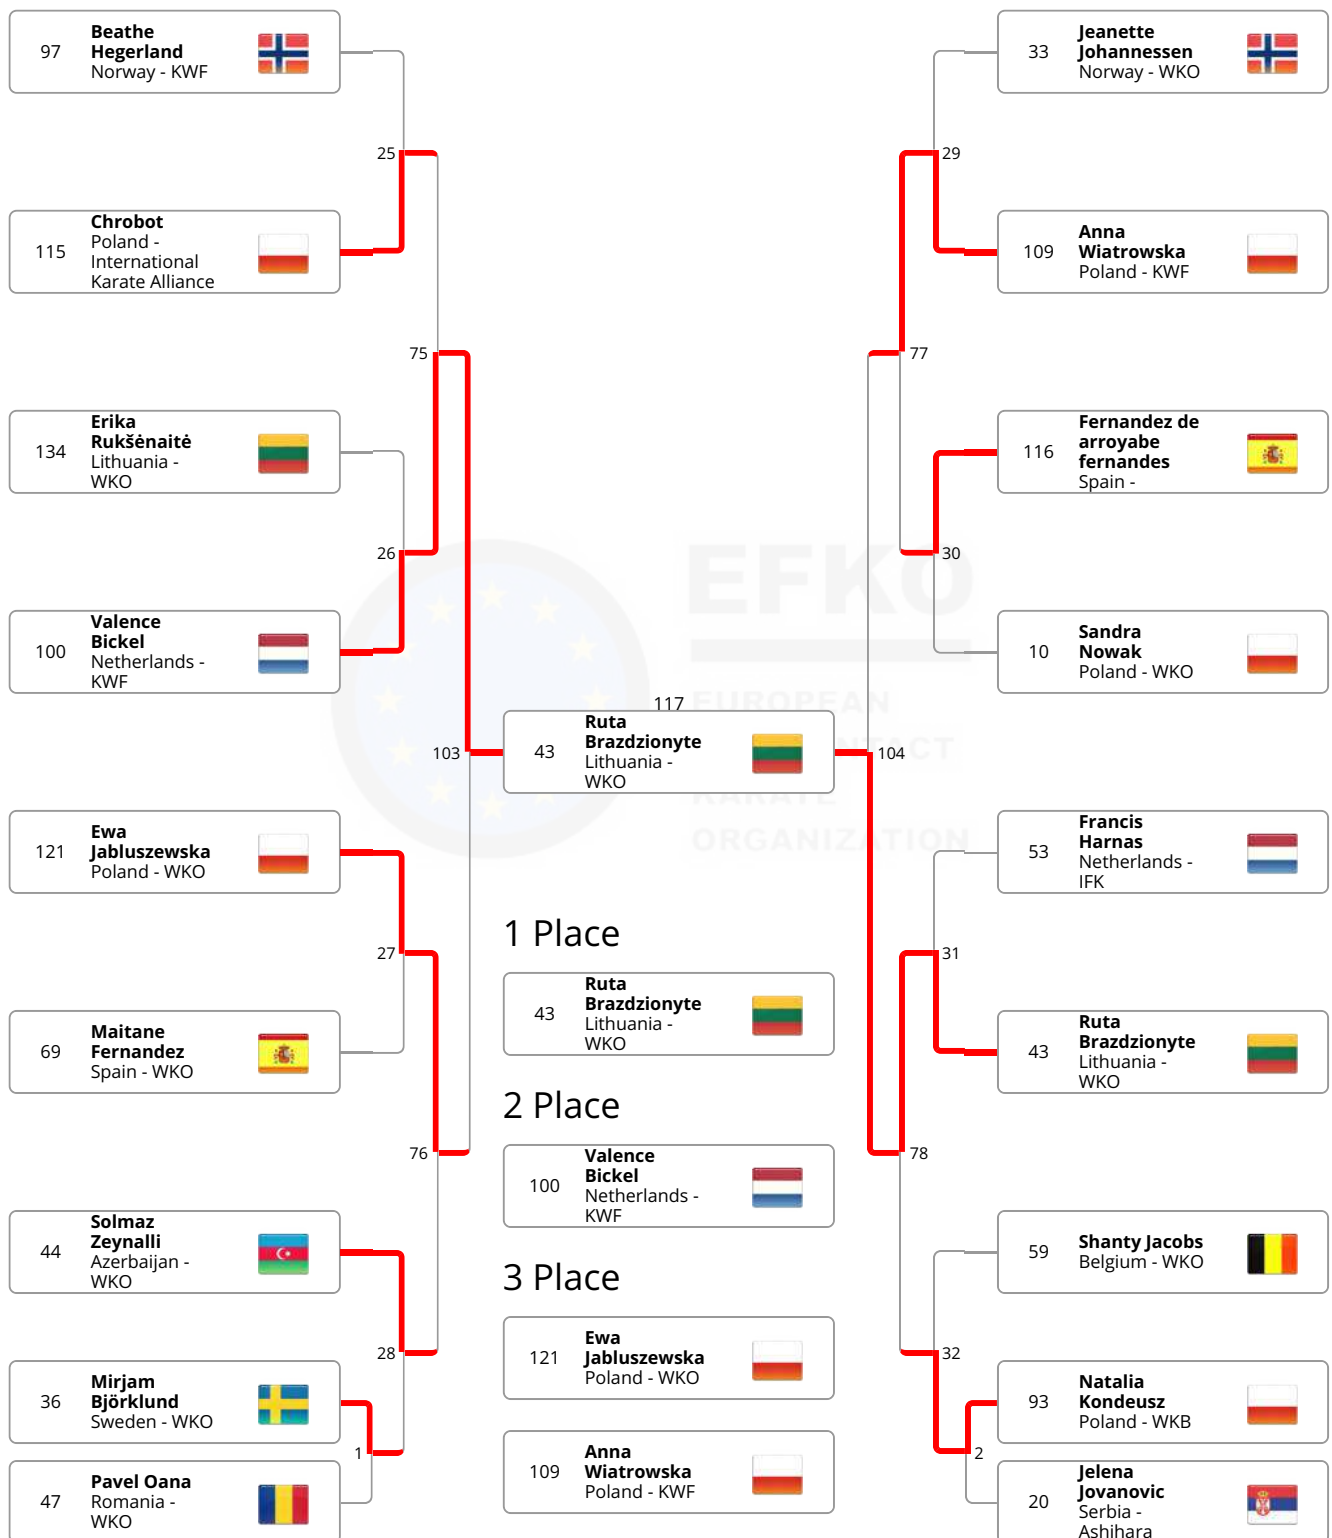 97
Beathe
Hegerland
Norway - KWF
25
115
Chrobot
Poland -
International
Karate Alliance
75
134
Erika
Rukšėnaitė
Lithuania -
WKO
26
100
Valence
Bickel
Netherlands -
KWF
103
121
Ewa
Jabluszewska
Poland - WKO
27
69
Maitane
Fernandez
Spain - WKO
76
44
Solmaz
Zeynalli
Azerbaijan -
WKO
28
36
Mirjam
Björklund
Sweden - WKO
1
47
Pavel Oana
Romania -
WKO
EFKO
EUROPEAN
117
43
Ruta
Brazdzionyte
Lithuania -
WKO
KARATE
ORGANIZATION
1 Place
43
Ruta
Brazdzionyte
Lithuania -
WKO
2 Place
100
Valence
Bickel
Netherlands -
KWF
3 Place
121
Ewa
Jabluszewska
Poland - WKO
109
Anna
Wiatrowska
Poland - KWF
33
Jeanette
Johannessen
Norway - WKO
29
109
Anna
Wiatrowska
Poland - KWF
77
116
Fernandez de
arroyabe
fernandes
Spain -
30
10
Sandra
Nowak
Poland - WKO
104
53
Francis
Harnas
Netherlands -
IFK
31
43
Ruta
Brazdzionyte
Lithuania -
WKO
78
59
Shanty Jacobs
Belgium - WKO
32
93
Natalia
Kondeusz
Poland - WKB
2
20
Jelena
Jovanovic
Serbia -
Ashihara